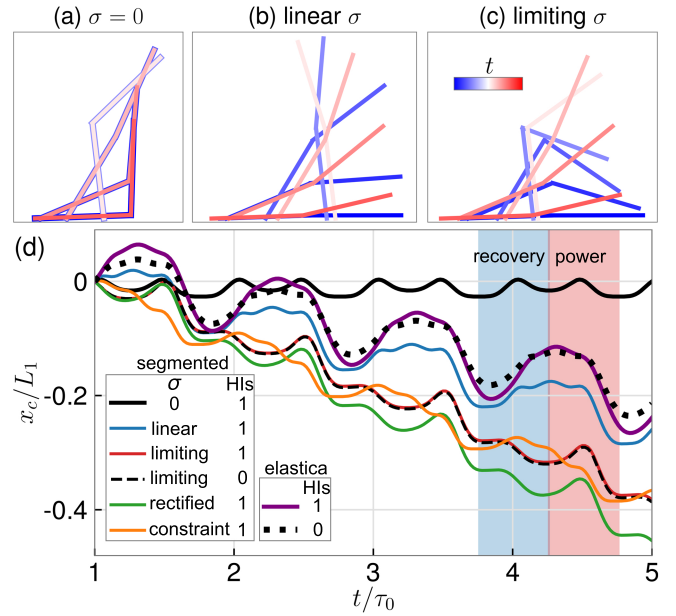 (a) σ = 0
(b) linear σ
(c) limiting σ
t
(d)
recovery power
0
-0.2
-0.4
x_c/L_1
segmented
σ HIs
0 1
linear 1
limiting 1
limiting 0
rectified 1
constraint 1
elastica
HIs
1
0
1 2 3 4 5
t/τ_0